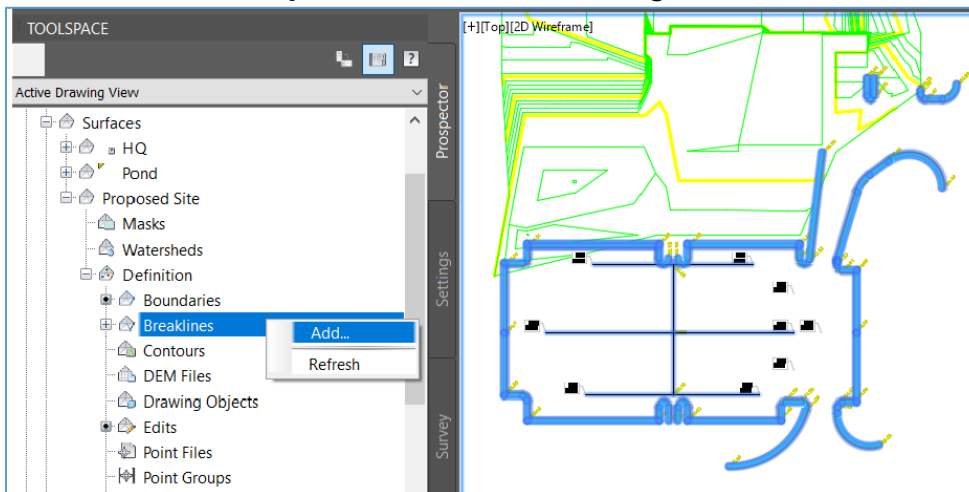 TOOLSPACE
?
Active Drawing View
Surfaces
HQ
Pond
Proposed Site
Masks
Watersheds
Definition
Boundaries
Breaklines
Contours
DEM Files
Drawing Objects
Edits
Point Files
Point Groups
Add...
Refresh
Prospector
Settings
Survey
[+][Top][2D Wireframe]